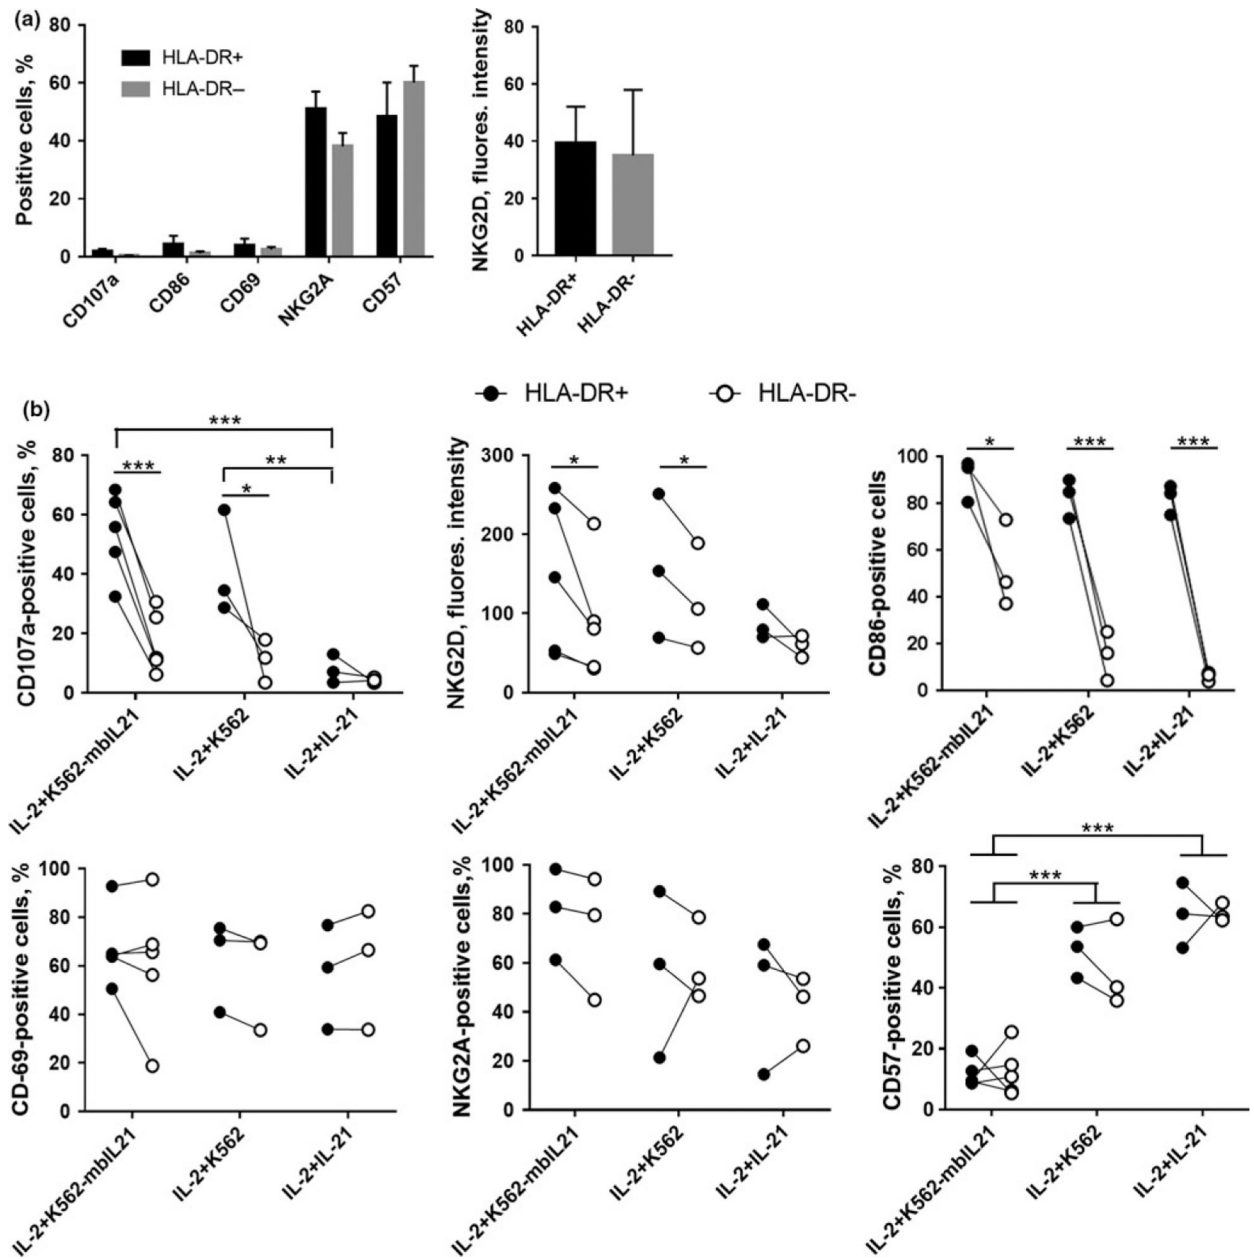 (a)
Positive cells, %
80
60
40
20
0
HLA-DR+
HLA-DR–
CD107a
CD86
CD69
NKG2A
CD57
NKG2D, fluores. intensity
80
60
40
20
0
HLA-DR+
HLA-DR-
HLA-DR+
HLA-DR-
(b)
CD107a-positive cells, %
80
60
40
20
0
***
***
**
*
IL-2+K562-mbIL21
IL-2+K562
IL-2+IL-21
NKG2D, fluores. intensity
300
200
100
0
*
*
IL-2+K562-mbIL21
IL-2+K562
IL-2+IL-21
CD86-positive cells
100
80
60
40
20
0
*
***
***
IL-2+K562-mbIL21
IL-2+K562
IL-2+IL-21
CD-69-positive cells, %
100
80
60
40
20
0
IL-2+K562-mbIL21
IL-2+K562
IL-2+IL-21
NKG2A-positive cells,%
100
80
60
40
20
0
IL-2+K562-mbIL21
IL-2+K562
IL-2+IL-21
CD57-positive cells, %
80
60
40
20
0
***
***
IL-2+K562-mbIL21
IL-2+K562
IL-2+IL-21